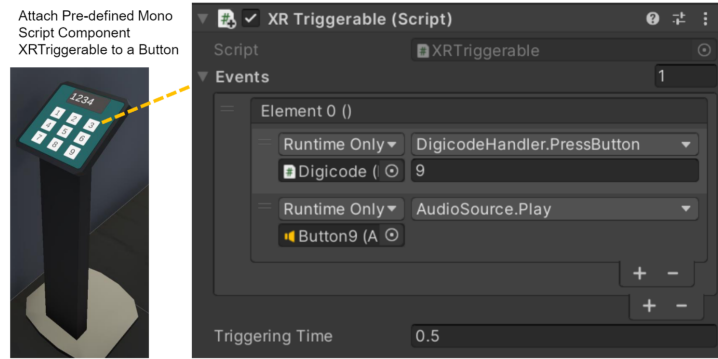 Attach Pre-defined Mono
Script Component
XRTriggerable to a Button
1234
1 2 3
4 5 6
7 8 9
XR Triggerable (Script)
Script
# XRTriggerable
Events
1
Element 0 ()
Runtime Only
DigicodeHandler.PressButton
# Digicode (
9
Runtime Only
AudioSource.Play
Button9 (A
+ −
+ −
Triggering Time
0.5